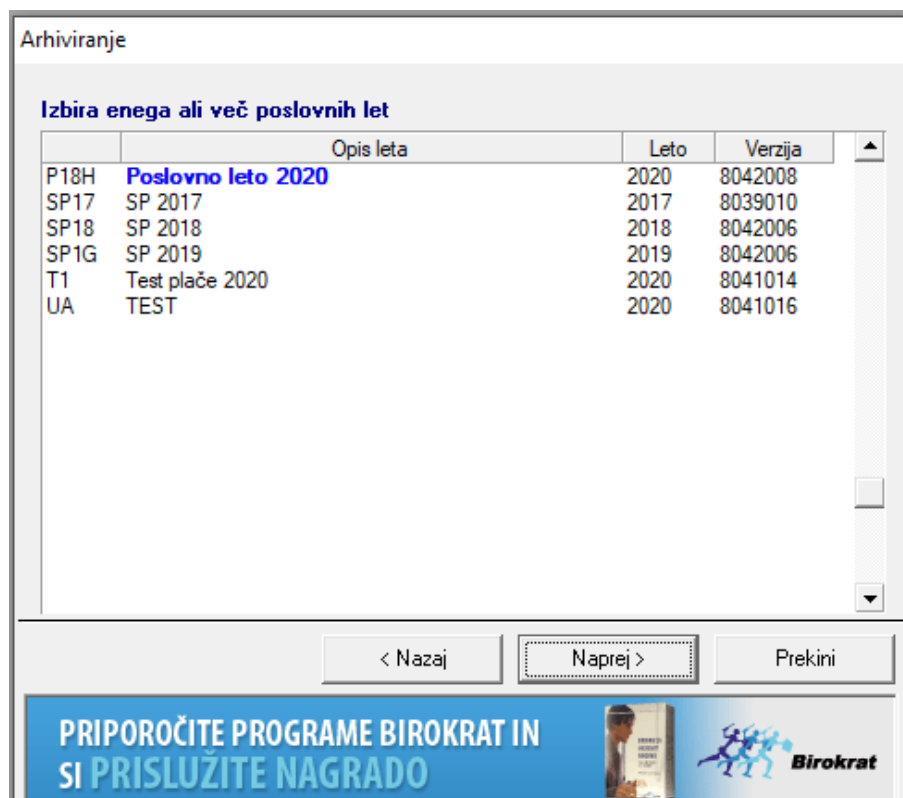 Arhiviranje
Izbira enega ali več poslovnih let
Opis leta Leto Verzija
P18H Poslovno leto 2020 2020 8042008
SP17 SP 2017 2017 8039010
SP18 SP 2018 2018 8042006
SP1G SP 2019 2019 8042006
T1 Test plače 2020 2020 8041014
UA TEST 2020 8041016
< Nazaj Naprej > Prekini
PRIPOROČITE PROGRAME BIROKRAT IN
SI PRISLUŽITE NAGRADO
Birokrat